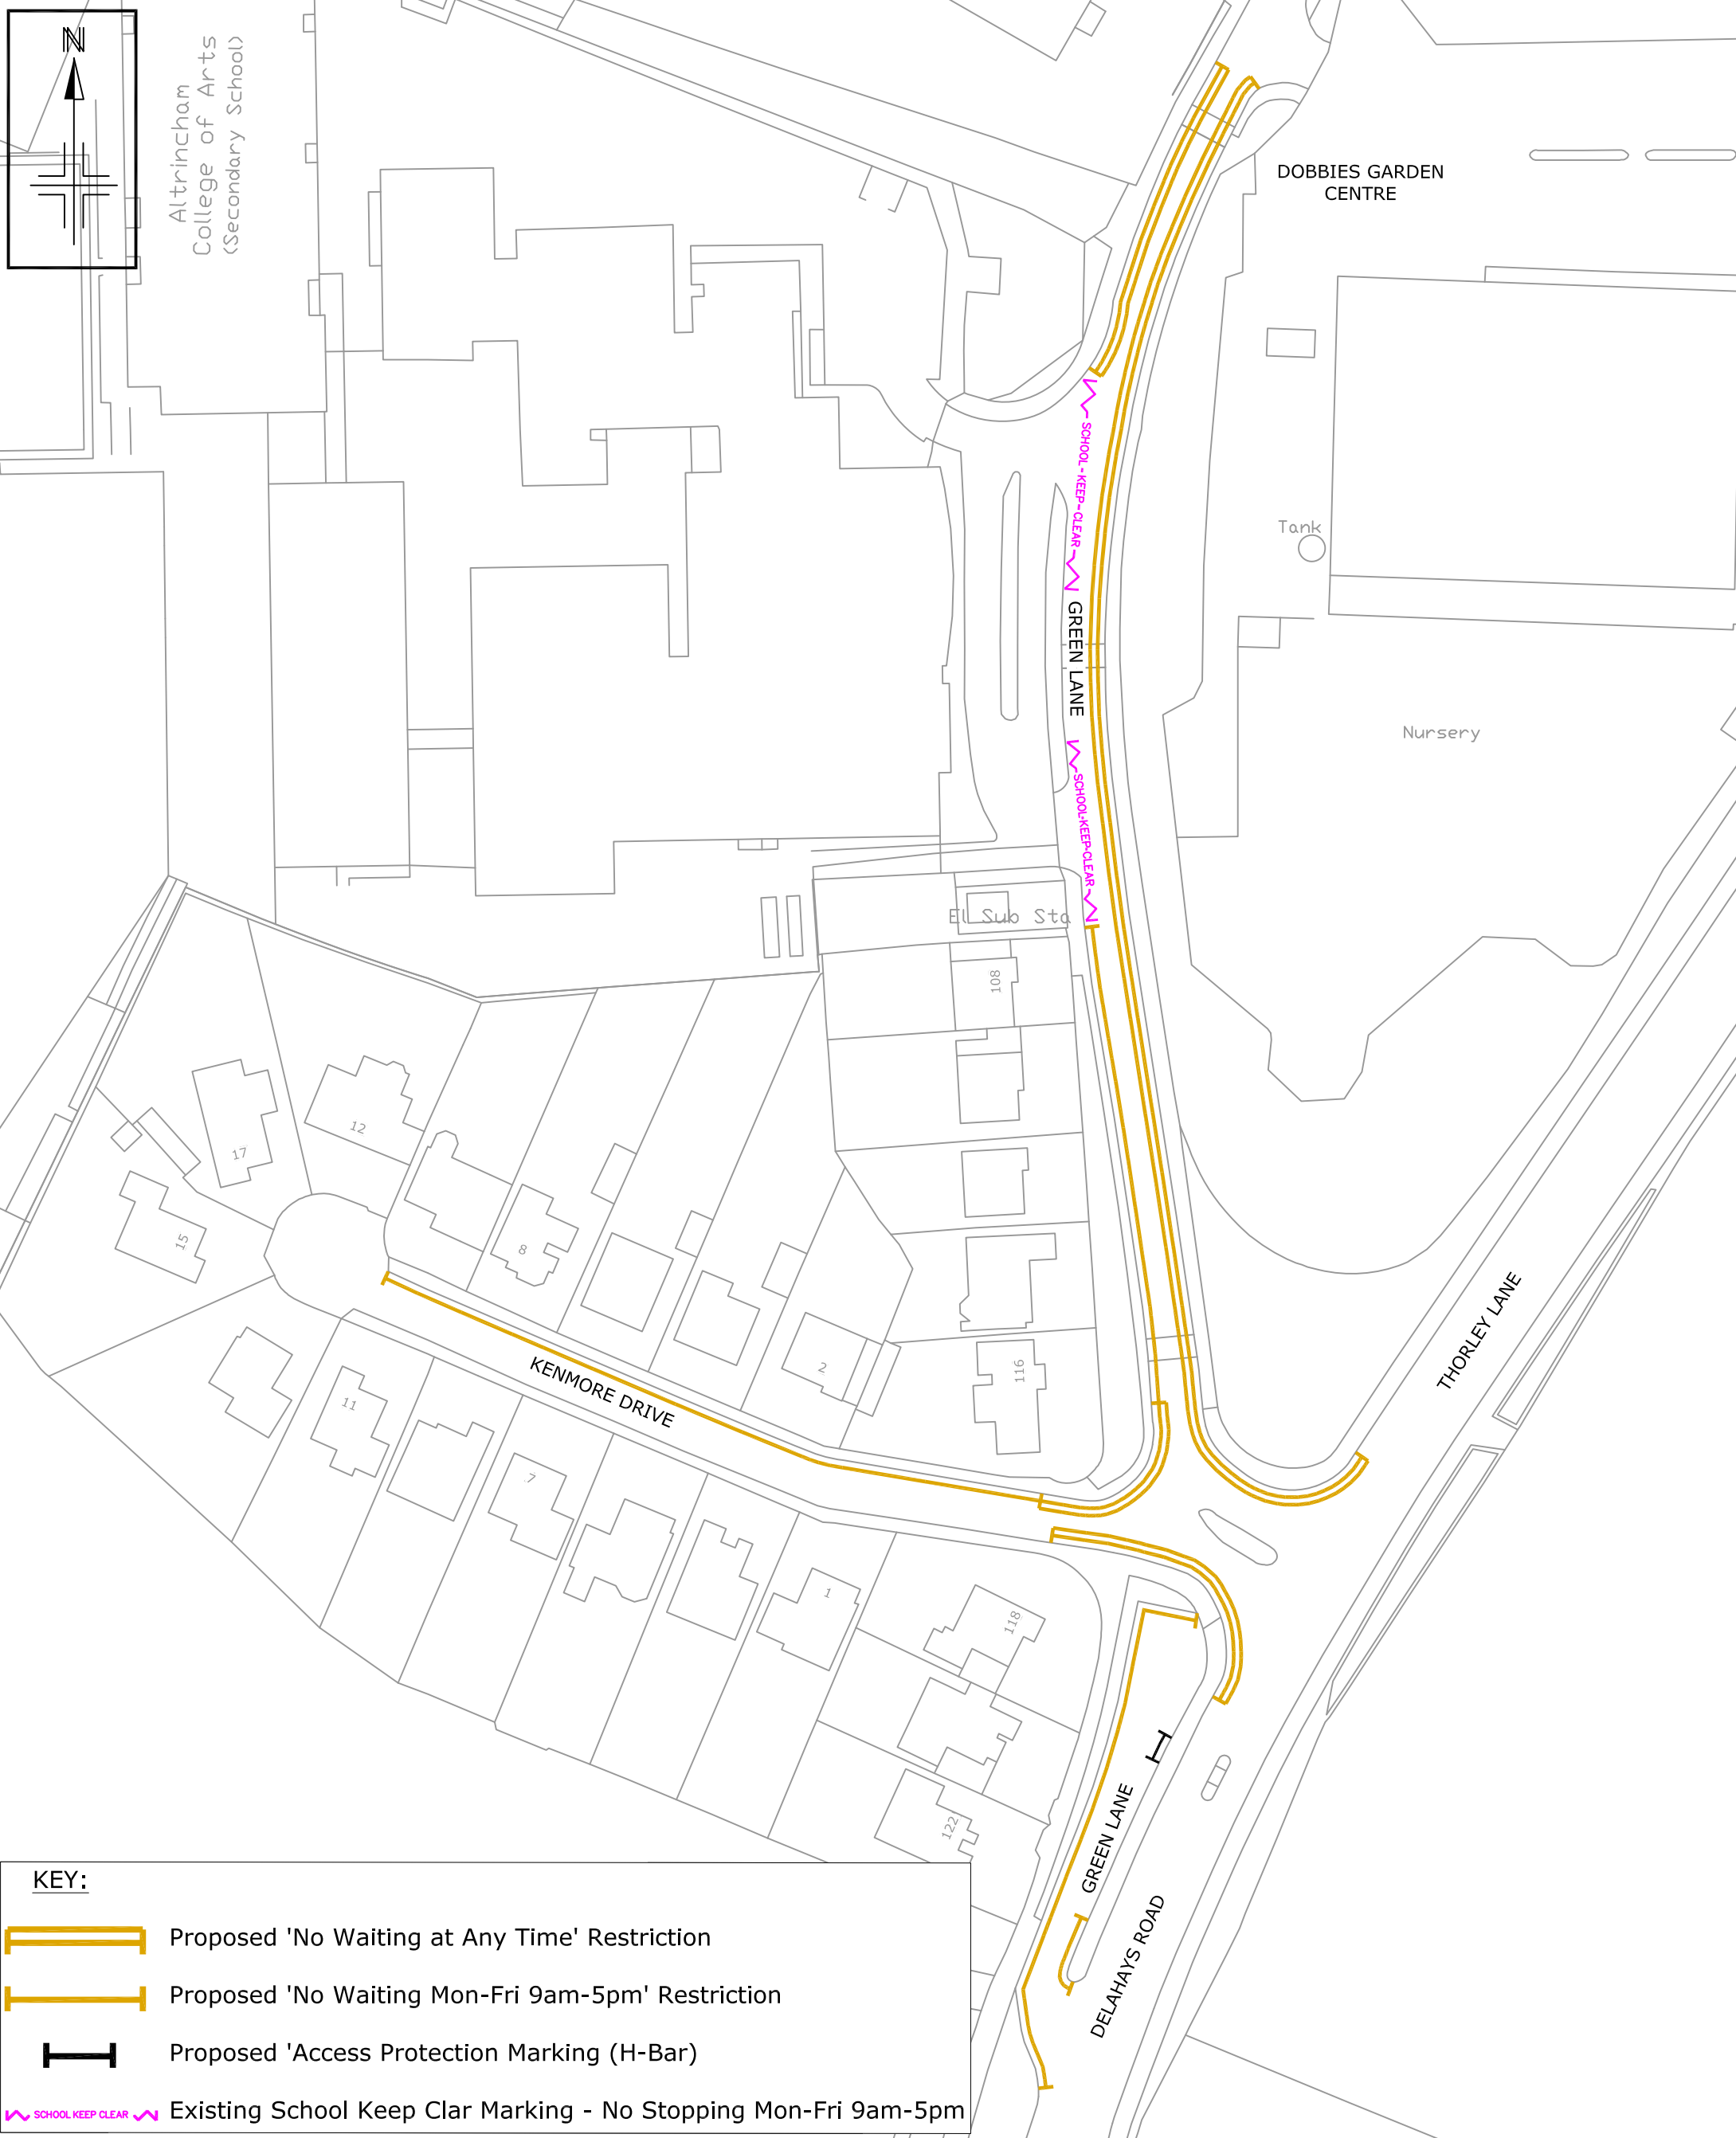 N
Altrincham
College of Arts
(Secondary School)
DOBBIES GARDEN
CENTRE
SCHOOL - KEEP - CLEAR
Tank
GREEN LANE
Nursery
SCHOOL-KEEP-CLEAR
El Sub Sta
108
12
17
15
8
2
116
THORLEY LANE
KENMORE DRIVE
11
7
1
118
122
GREEN LANE
DELAHAYS ROAD
KEY:
Proposed 'No Waiting at Any Time' Restriction
Proposed 'No Waiting Mon-Fri 9am-5pm' Restriction
Proposed 'Access Protection Marking (H-Bar)
SCHOOL KEEP CLEAR Existing School Keep Clar Marking - No Stopping Mon-Fri 9am-5pm